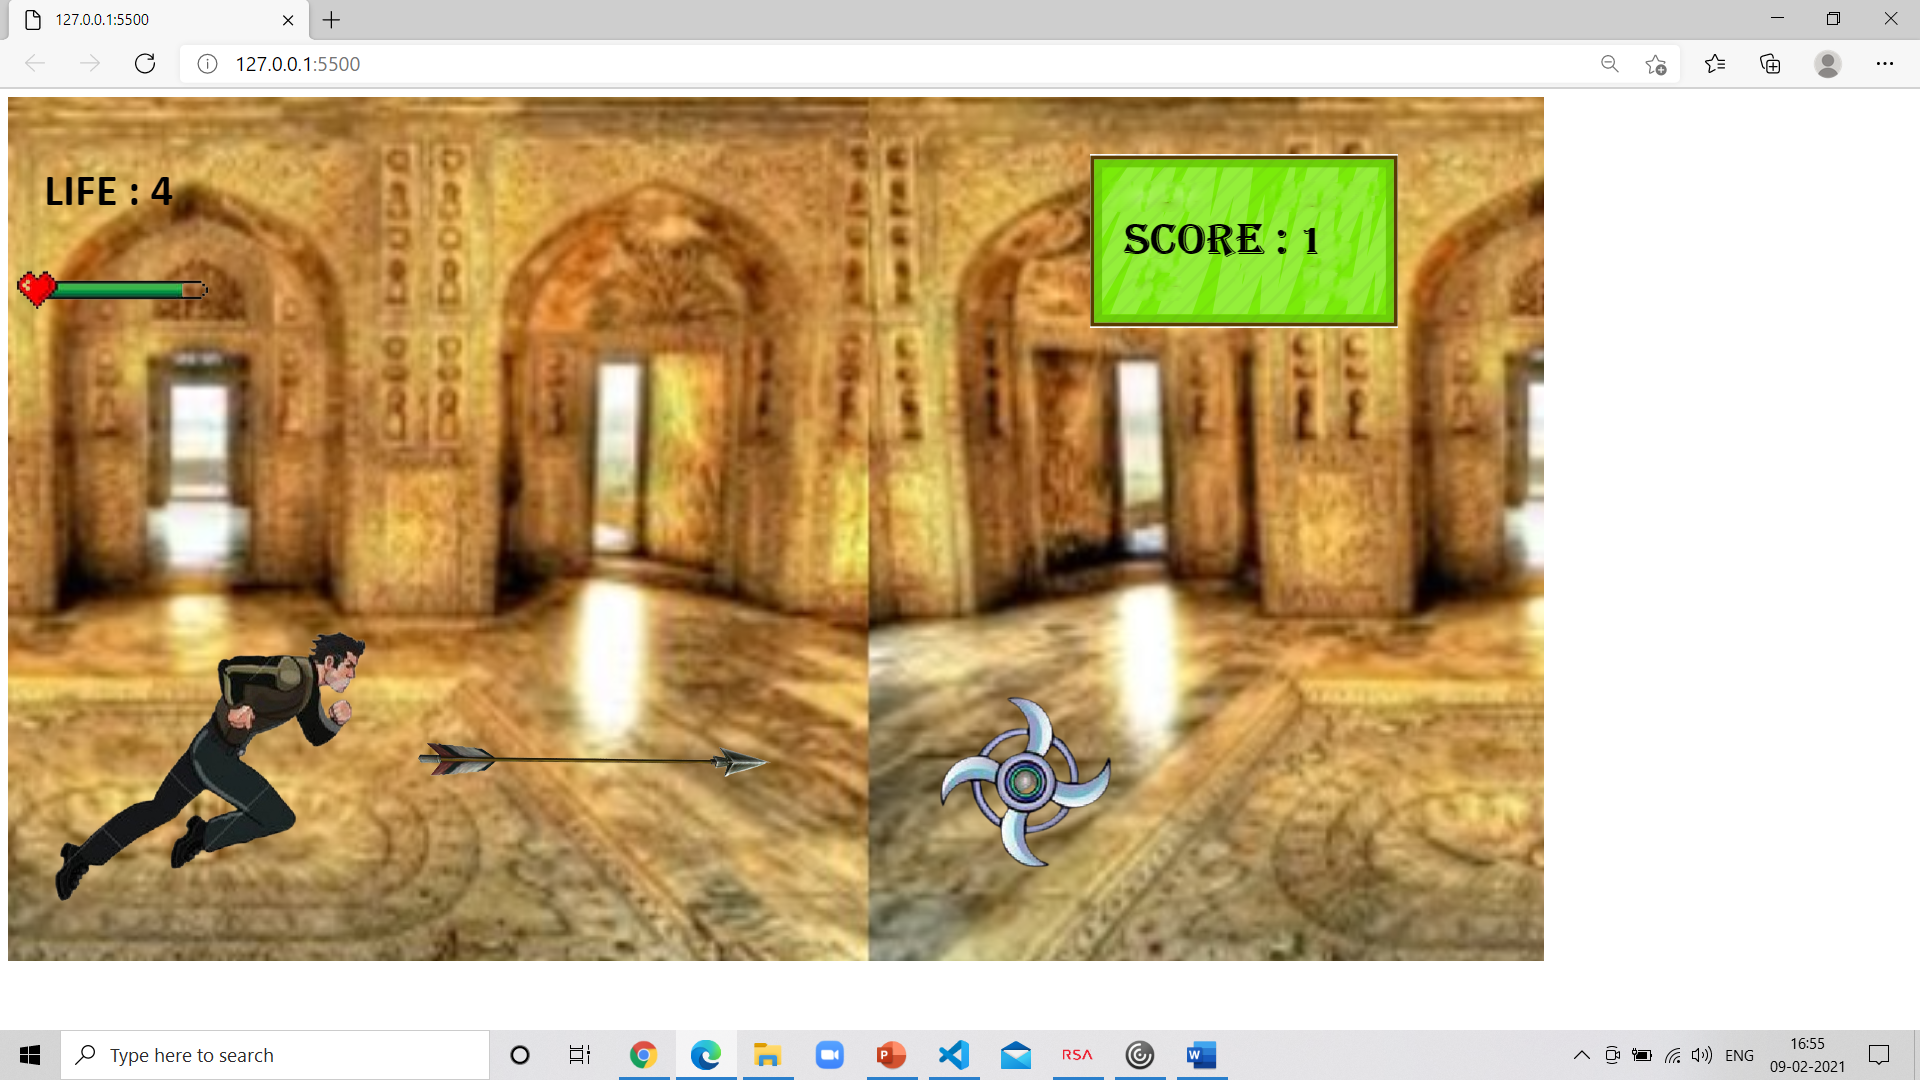 127.0.0.1:5500
127.0.0.1:5500
LIFE : 4
SCORE : 1
Type here to search
RSA
ENG
16:55
09-02-2021